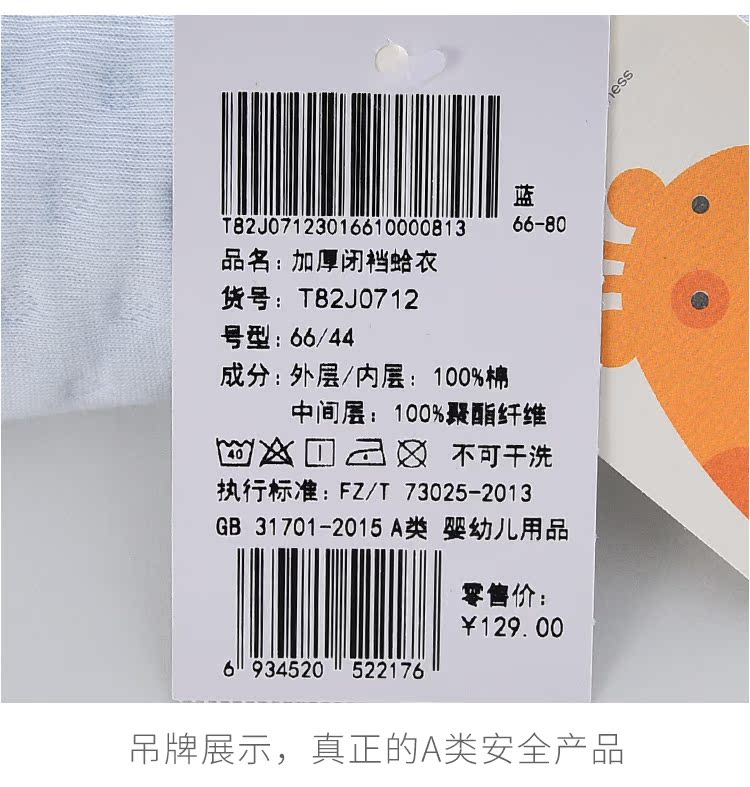 ness
蓝
T82J07123016610000813 66-80
品名：加厚闭裆蛤衣
货号：T82J0712
号型：66/44
成分：外层/内层：100%棉
中间层：100%聚酯纤维
40 不可干洗
执行标准：FZ/T 73025-2013
GB 31701-2015 A类 婴幼儿用品
零售价：
￥129.00
6 934520 522176
吊牌展示，真正的A类安全产品